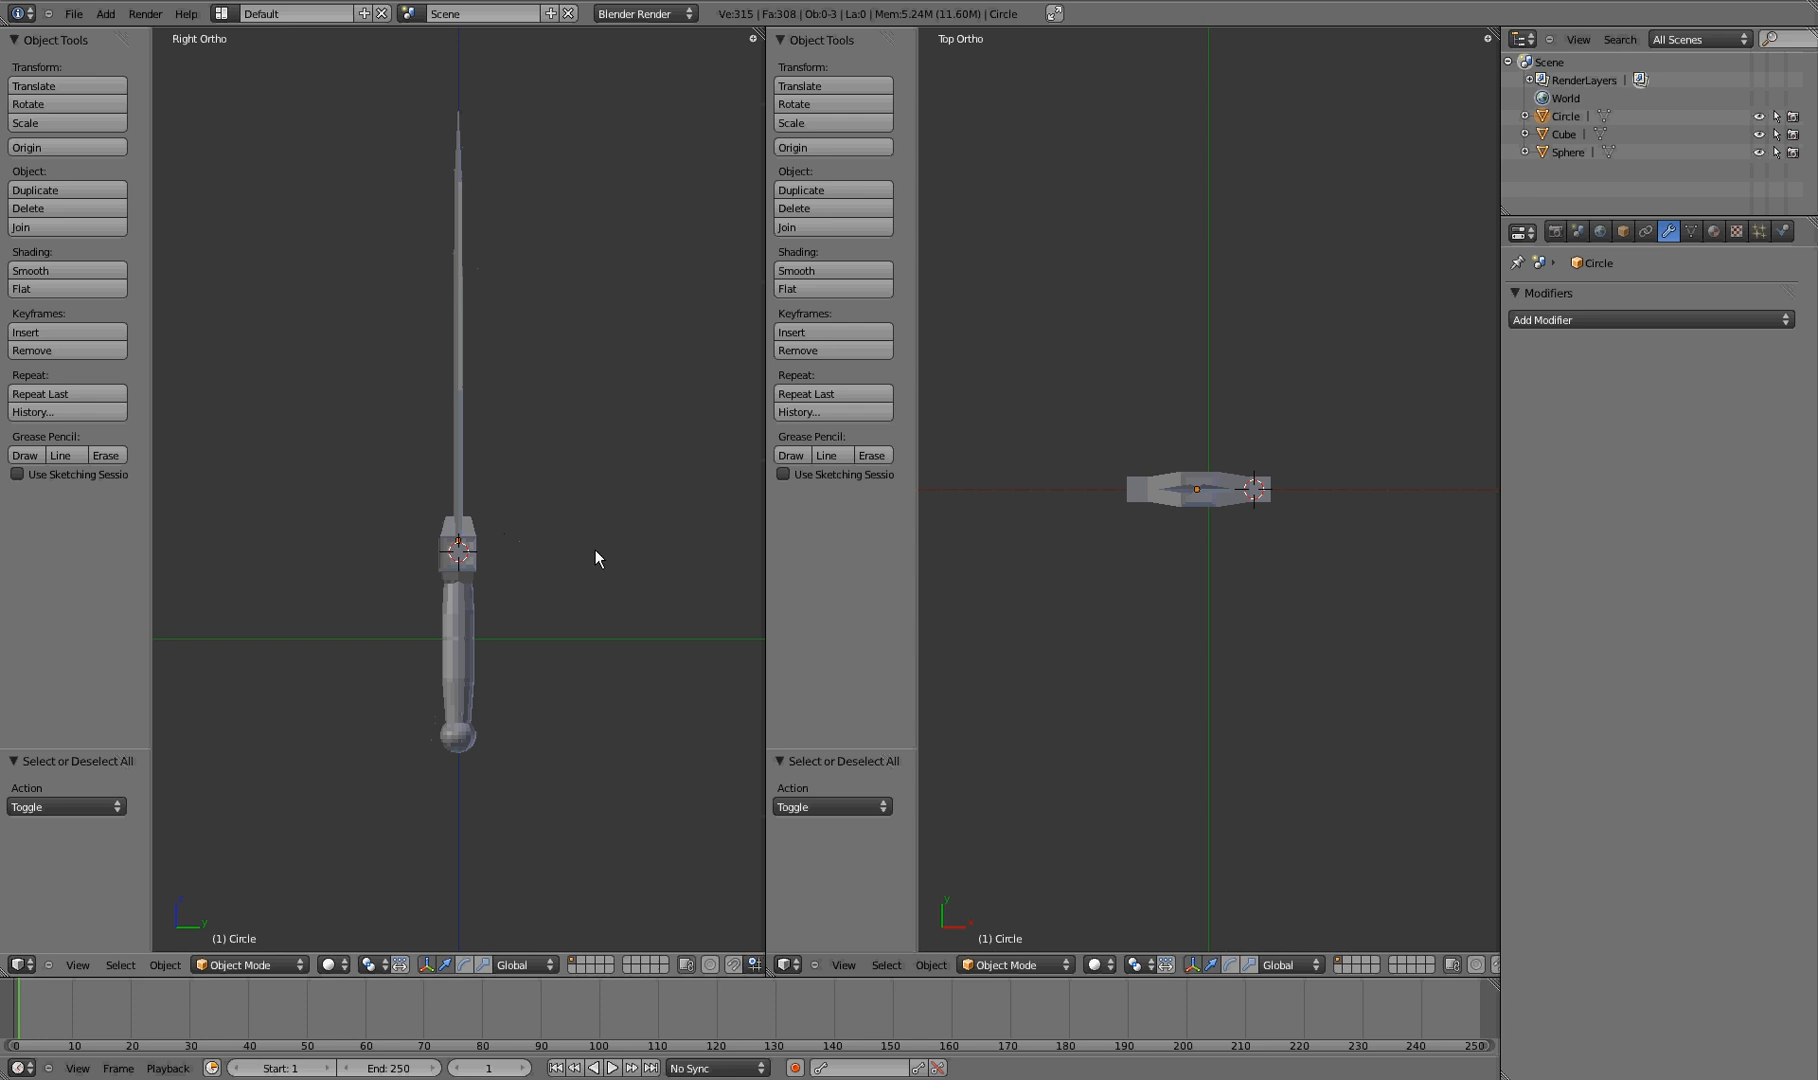 File Add Render Help Default Scene Blender Render Ve:315 | Fa:308 | Ob:0-3 | La:0 | Mem:5.24M (11.60M) | Circle
Object Tools
Right Ortho
Transform:
Translate
Rotate
Scale
Origin
Object:
Duplicate
Delete
Join
Shading:
Smooth
Flat
Keyframes:
Insert
Remove
Repeat:
Repeat Last
History...
Grease Pencil:
Draw Line Erase
Use Sketching Sessio
Select or Deselect All
Action
Toggle
z
y
(1) Circle
View Select Object Object Mode Global
Object Tools
Top Ortho
Transform:
Translate
Rotate
Scale
Origin
Object:
Duplicate
Delete
Join
Shading:
Smooth
Flat
Keyframes:
Insert
Remove
Repeat:
Repeat Last
History...
Grease Pencil:
Draw Line Erase
Use Sketching Sessio
Select or Deselect All
Action
Toggle
y
x
(1) Circle
View Select Object Object Mode Global
View Search All Scenes
Scene
RenderLayers |
World
Circle |
Cube |
Sphere |
Circle
Modifiers
Add Modifier
0 10 20 30 40 50 60 70 80 90 100 110 120 130 140 150 160 170 180 190 200 210 220 230 240 250
View Frame Playback Start: 1 End: 250 1 No Sync